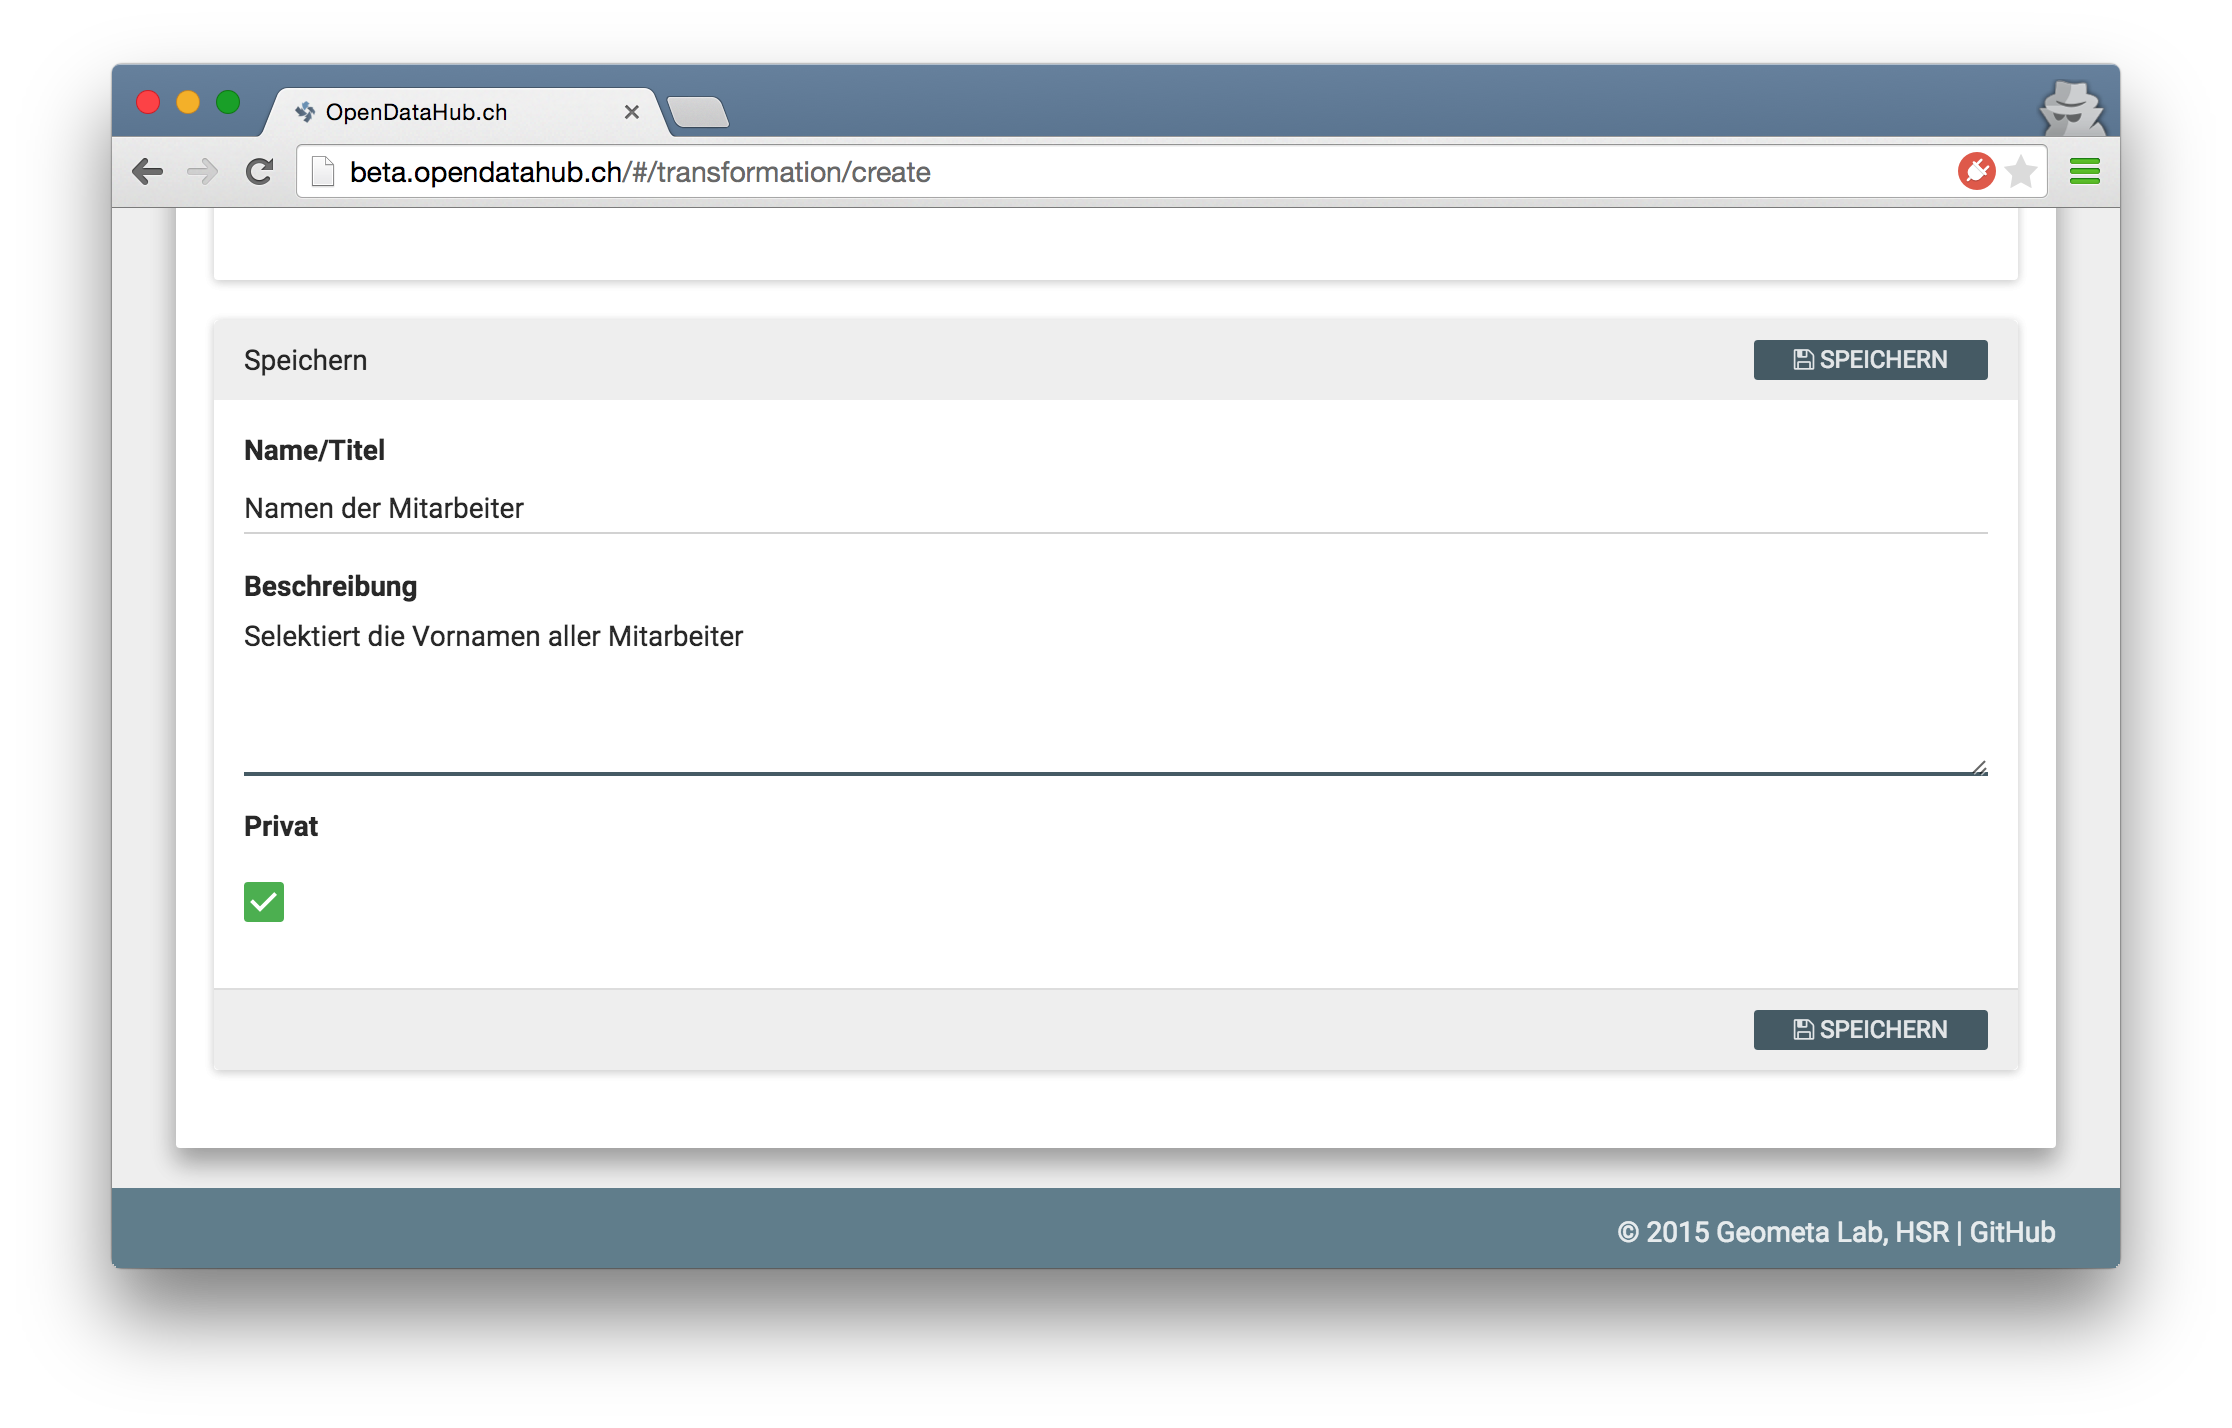 OpenDataHub.ch
beta.opendatahub.ch/#/transformation/create
Speichern
SPEICHERN
Name/Titel
Namen der Mitarbeiter
Beschreibung
Selektiert die Vornamen aller Mitarbeiter
Privat
SPEICHERN
© 2015 Geometa Lab, HSR | GitHub